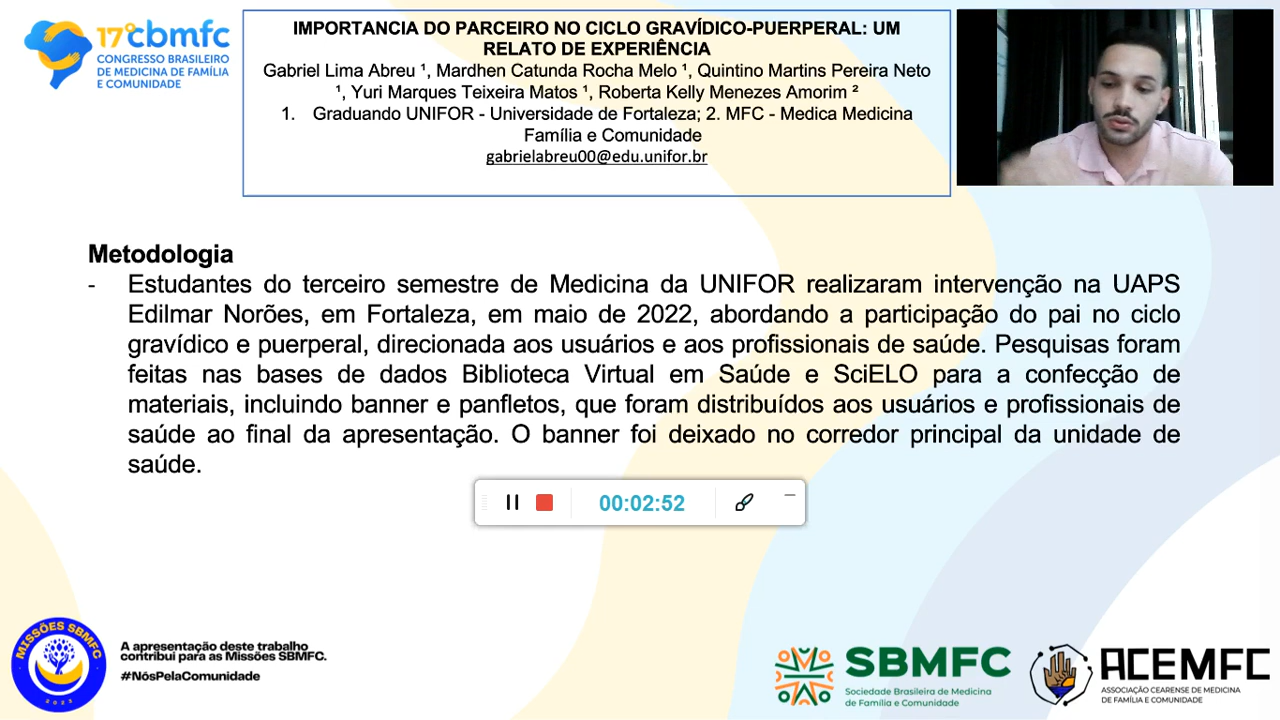 17º cbmfc
CONGRESSO BRASILEIRO
DE MEDICINA DE FAMÍLIA
E COMUNIDADE
IMPORTANCIA DO PARCEIRO NO CICLO GRAVÍDICO-PUERPERAL: UM
RELATO DE EXPERIÊNCIA
Gabriel Lima Abreu ¹, Mardhen Catunda Rocha Melo ¹, Quintino Martins Pereira Neto
¹, Yuri Marques Teixeira Matos ¹, Roberta Kelly Menezes Amorim ²
1. Graduando UNIFOR - Universidade de Fortaleza; 2. MFC - Medica Medicina
Família e Comunidade
gabrielabreu00@edu.unifor.br
Metodologia
- Estudantes do terceiro semestre de Medicina da UNIFOR realizaram intervenção na UAPS
Edilmar Norões, em Fortaleza, em maio de 2022, abordando a participação do pai no ciclo
gravídico e puerperal, direcionada aos usuários e aos profissionais de saúde. Pesquisas foram
feitas nas bases de dados Biblioteca Virtual em Saúde e SciELO para a confecção de
materiais, incluindo banner e panfletos, que foram distribuídos aos usuários e profissionais de
saúde ao final da apresentação. O banner foi deixado no corredor principal da unidade de
saúde.
00:02:52
MISSÕES SBMFC
2023
A apresentação deste trabalho
contribui para as Missões SBMFC.
#NósPelaComunidade
SBMFC
Sociedade Brasileira de Medicina
de Família e Comunidade
ACEMFC
ASSOCIAÇÃO CEARENSE DE MEDICINA
DE FAMÍLIA E COMUNIDADE